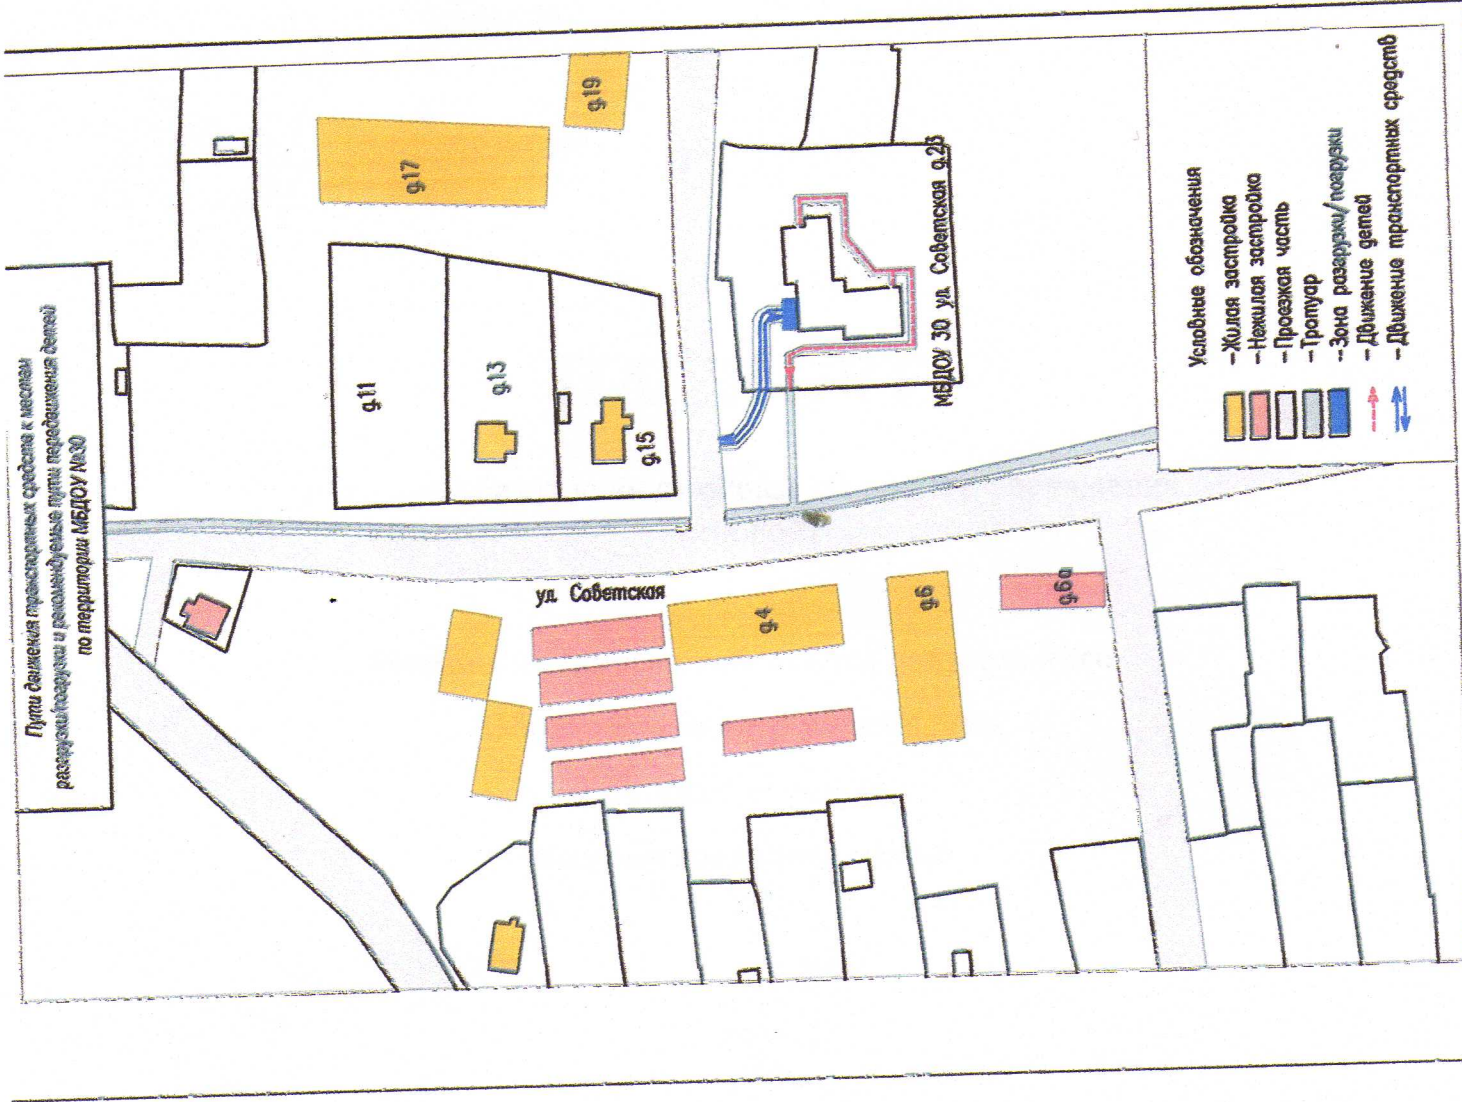 Пути движения транспортных средств к местам
разгрузки/погрузки и рекомендуемые пути передвижения детей
по территории МБДОУ №30
д.19
д.17
д.11
д.13
д.15
МБДОУ 30 ул. Советская д.23
ул. Советская
д.4
д.6
д.6а
Условные обозначения
-Жилая застройка
-Нежилая застройка
-Проезжая часть
-Тротуар
-Зона разгрузки/погрузки
-Движение детей
-Движение транспортных средств